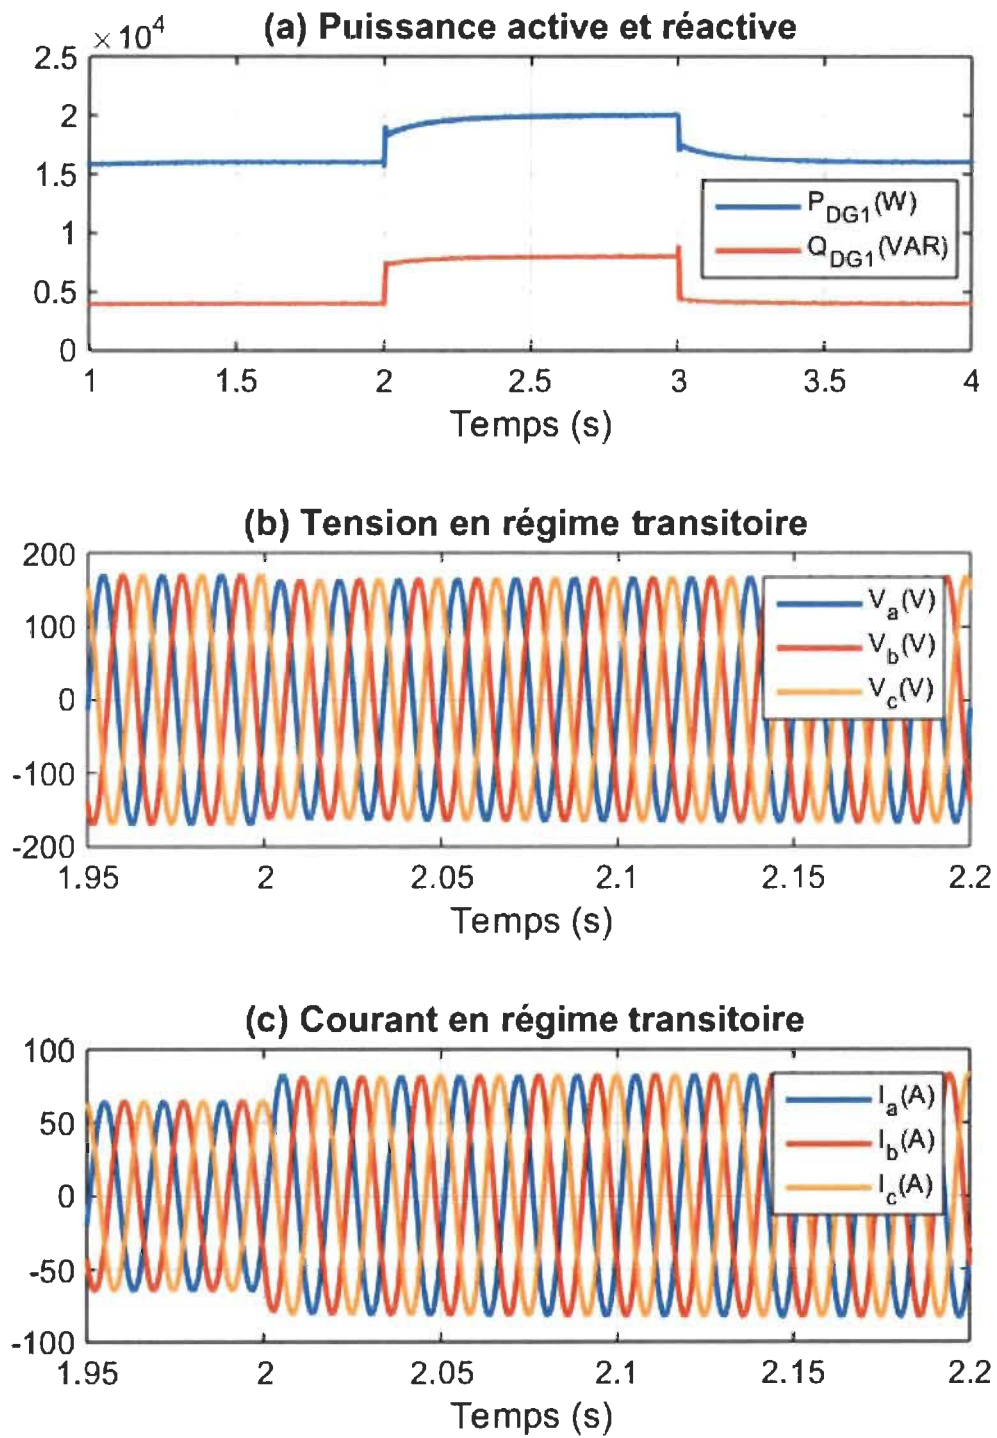 (a) Puissance active et réactive
×10^4
2.5
2
1.5
1
0.5
0
P_DG1(W)
Q_DG1(VAR)
1 1.5 2 2.5 3 3.5 4
Temps (s)
(b) Tension en régime transitoire
200
100
0
-100
-200
V_a(V)
V_b(V)
V_c(V)
1.95 2 2.05 2.1 2.15 2.2
Temps (s)
(c) Courant en régime transitoire
100
50
0
-50
-100
I_a(A)
I_b(A)
I_c(A)
1.95 2 2.05 2.1 2.15 2.2
Temps (s)